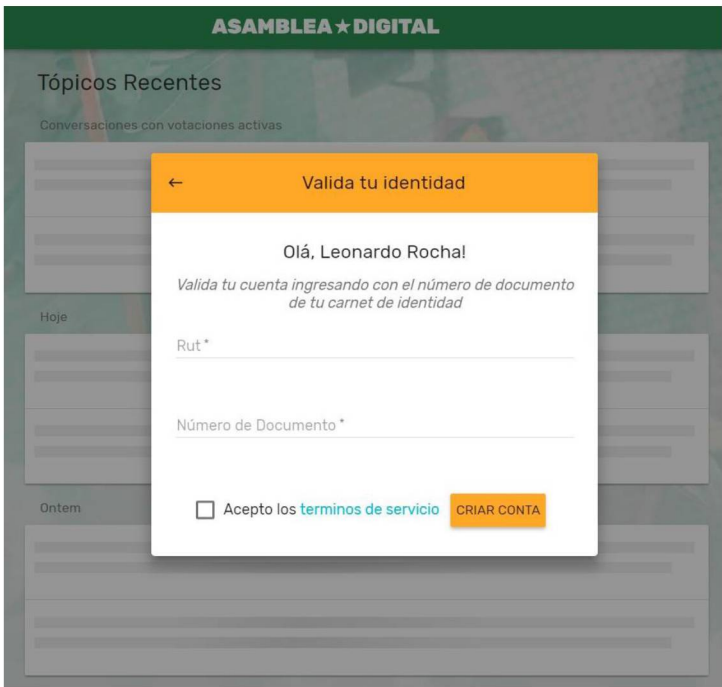 ASAMBLEA★DIGITAL
Tópicos Recentes
Conversaciones con votaciones activas
← Valida tu identidad
Olá, Leonardo Rocha!
Valida tu cuenta ingresando con el número de documento
de tu carnet de identidad
Hoje
Rut *
Número de Documento *
Ontem
Acepto los terminos de servicio
CRIAR CONTA